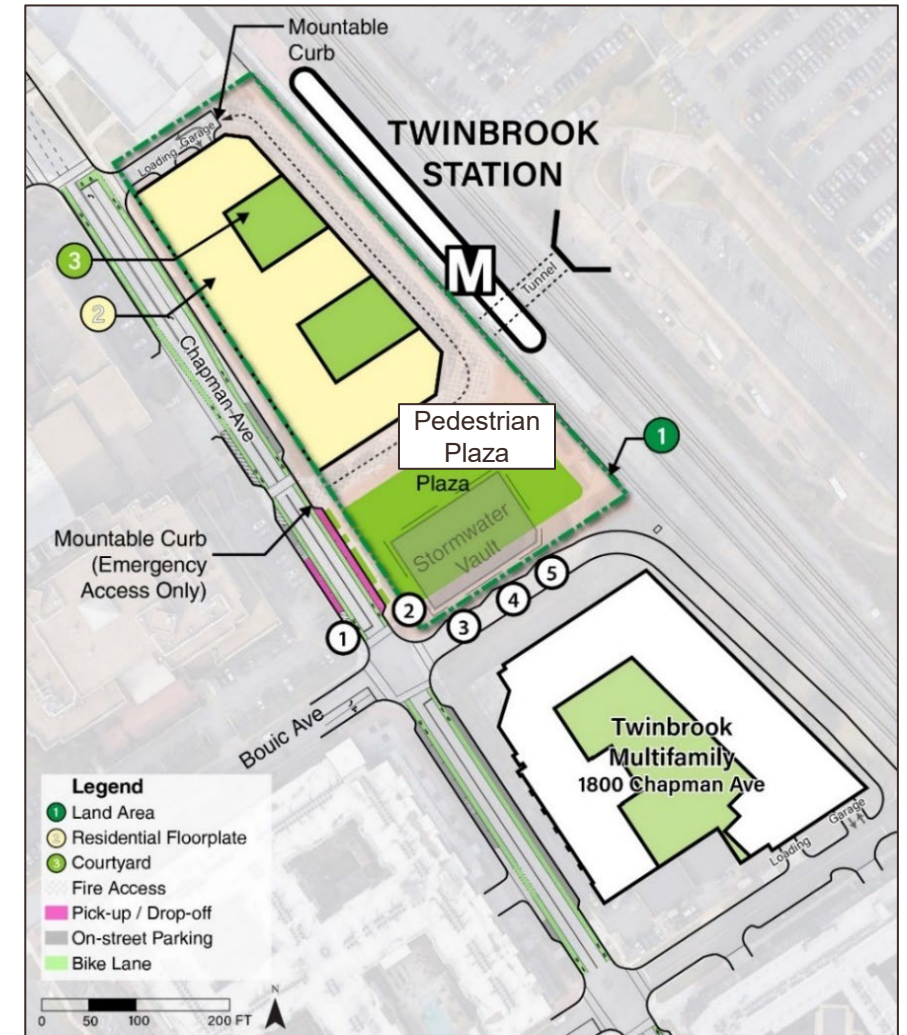 Mountable
Curb
TWINBROOK
STATION
M
Tunnel
Loading
Garage
3
2
Chapman Ave
Pedestrian
Plaza
Plaza
1
Stormwater
Vault
Mountable Curb
(Emergency
Access Only)
1
2
3
4
5
Bouic Ave
Twinbrook
Multifamily
1800 Chapman Ave
Loading
Garage
Legend
1 Land Area
2 Residential Floorplate
3 Courtyard
Fire Access
Pick-up / Drop-off
On-street Parking
Bike Lane
N
0 50 100 200 FT